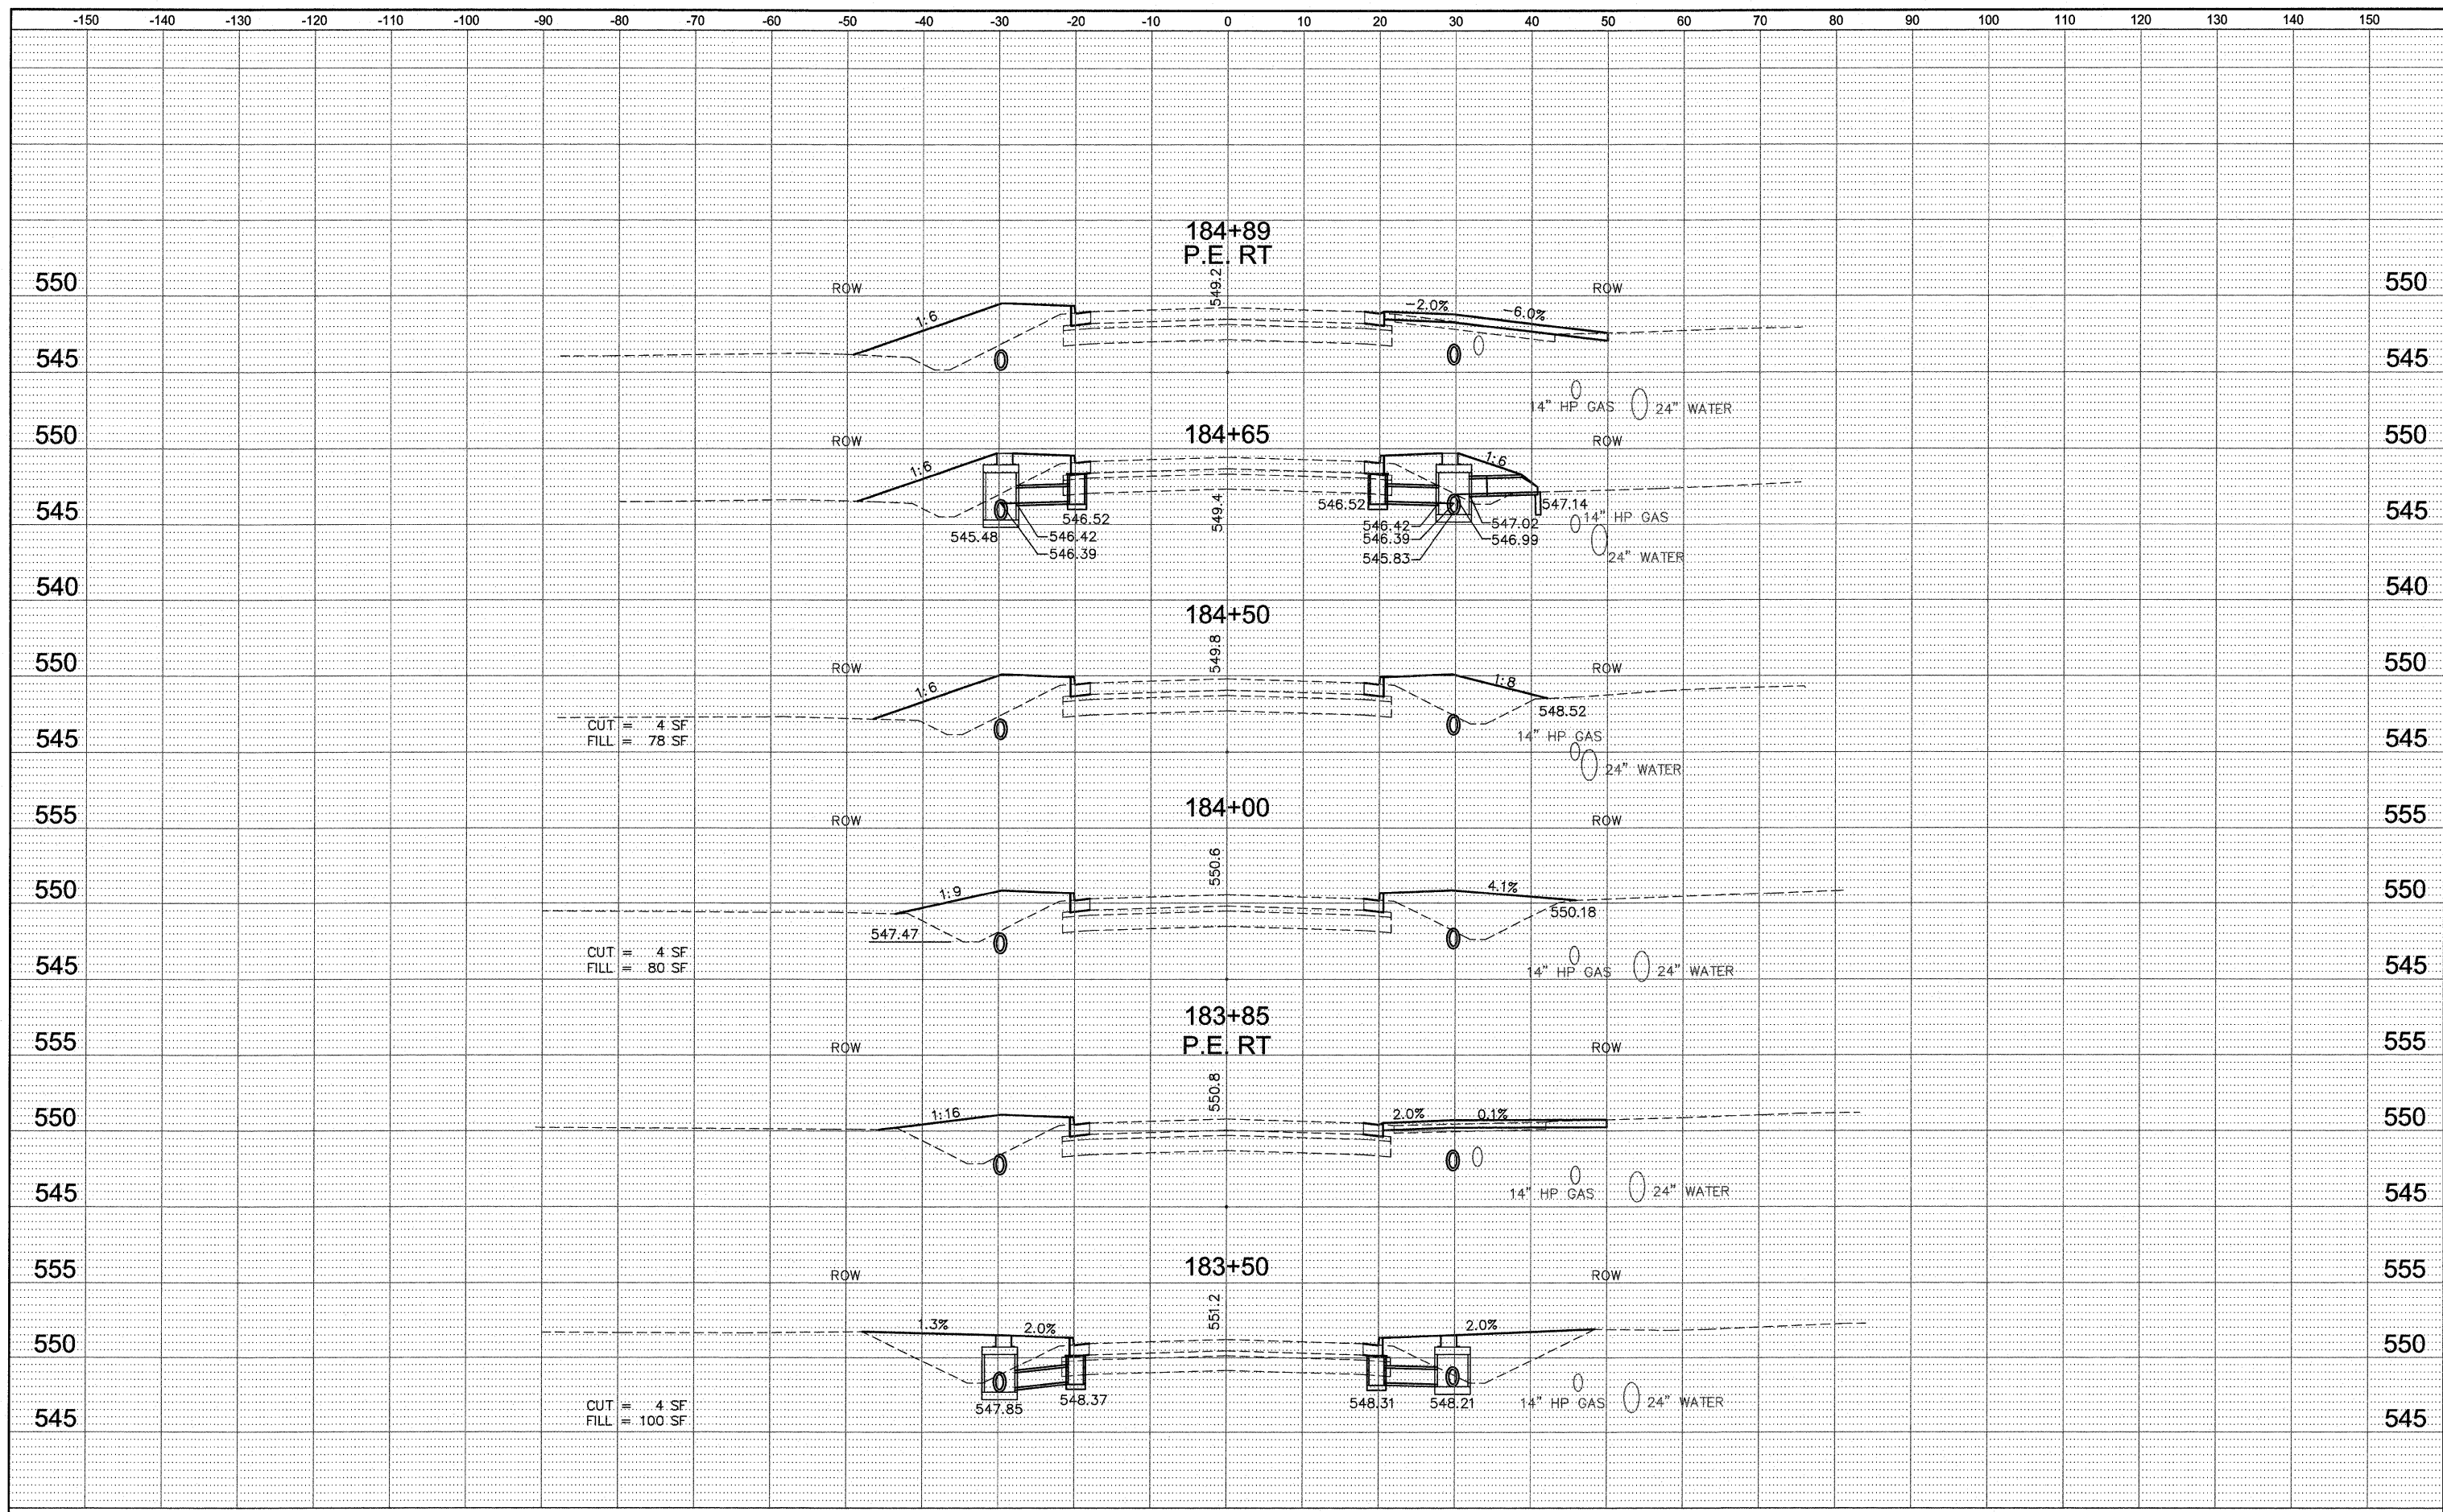 -150 -140 -130 -120 -110 -100 -90 -80 -70 -60 -50 -40 -30 -20 -10 0 10 20 30 40 50 60 70 80 90 100 110 120 130 140 150
184+89
P.E. RT
549.2
550 ROW ROW 550
1:6 -2.0% -6.0%
545 545
14" HP GAS 24" WATER
550 ROW 184+65 ROW 550
1:6 1:6
549.4
545 546.52 546.52 547.14 14" HP GAS 545
545.48 546.42 546.42 547.02
546.39 546.39 546.99
545.83 24" WATER
540 540
184+50
549.8
550 ROW ROW 550
1:6 1:8
548.52
CUT = 4 SF
FILL = 78 SF
14" HP GAS
545 545
24" WATER
184+00
555 ROW ROW 555
550.6
550 1:9 4.1% 550
550.18
547.47
CUT = 4 SF
FILL = 80 SF
545 14" HP GAS 24" WATER 545
183+85
P.E. RT
555 ROW ROW 555
550.8
550 1:16 2.0% 0.1% 550
545 14" HP GAS 24" WATER 545
183+50
555 ROW ROW 555
551.2
1.3% 2.0% 2.0%
550 550
547.85 548.37 548.31 548.21 14" HP GAS 24" WATER
CUT = 4 SF
FILL = 100 SF
545 545